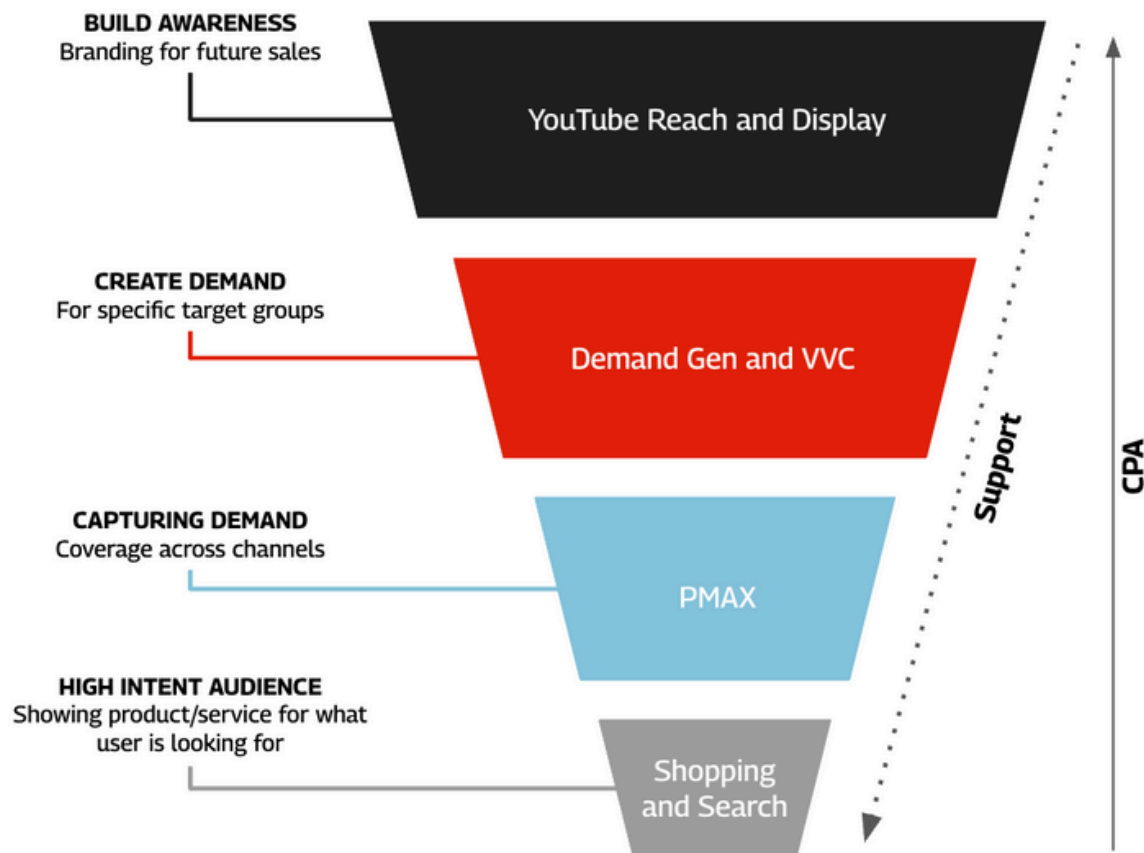 BUILD AWARENESS
Branding for future sales
YouTube Reach and Display
CREATE DEMAND
For specific target groups
Demand Gen and VVC
CAPTURING DEMAND
Coverage across channels
PMAX
HIGH INTENT AUDIENCE
Showing product/service for what
user is looking for
Shopping
and Search
Support
CPA